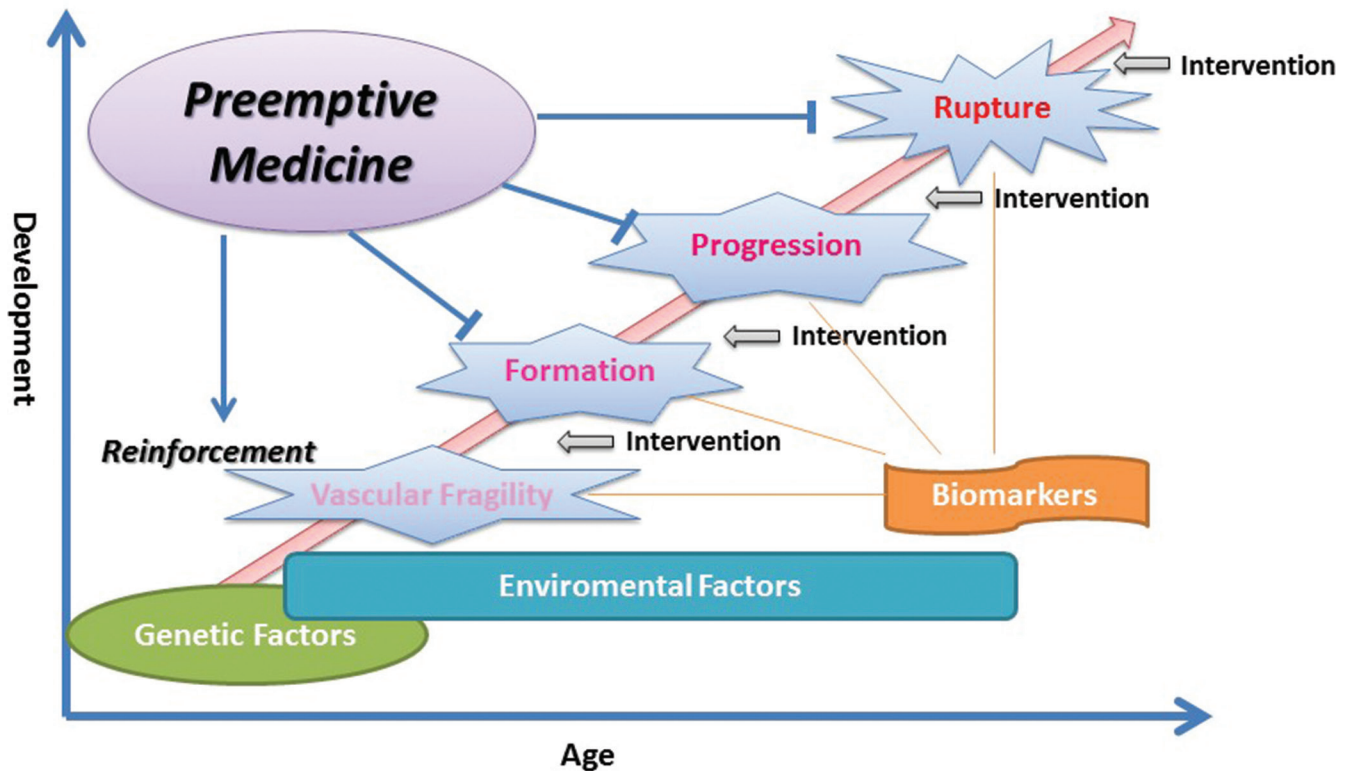 Preemptive
Medicine
Rupture
Intervention
Intervention
Progression
Development
Intervention
Formation
Intervention
Reinforcement
Vascular Fragility
Biomarkers
Enviromental Factors
Genetic Factors
Age